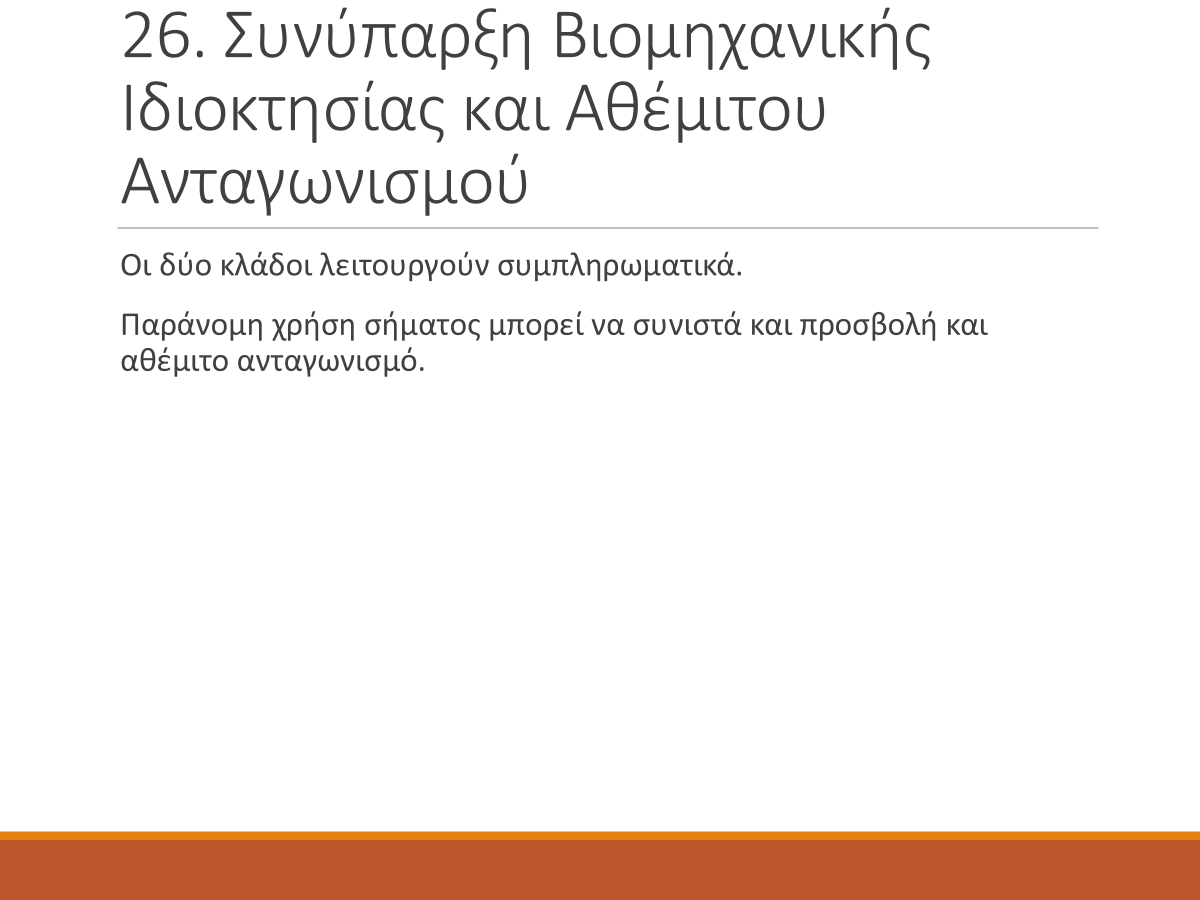 26. Συνύπαρξη Βιομηχανικής
Ιδιοκτησίας και Αθέμιτου
Ανταγωνισμού
Οι δύο κλάδοι λειτουργούν συμπληρωματικά.
Παράνομη χρήση σήματος μπορεί να συνιστά και προσβολή και
αθέμιτο ανταγωνισμό.